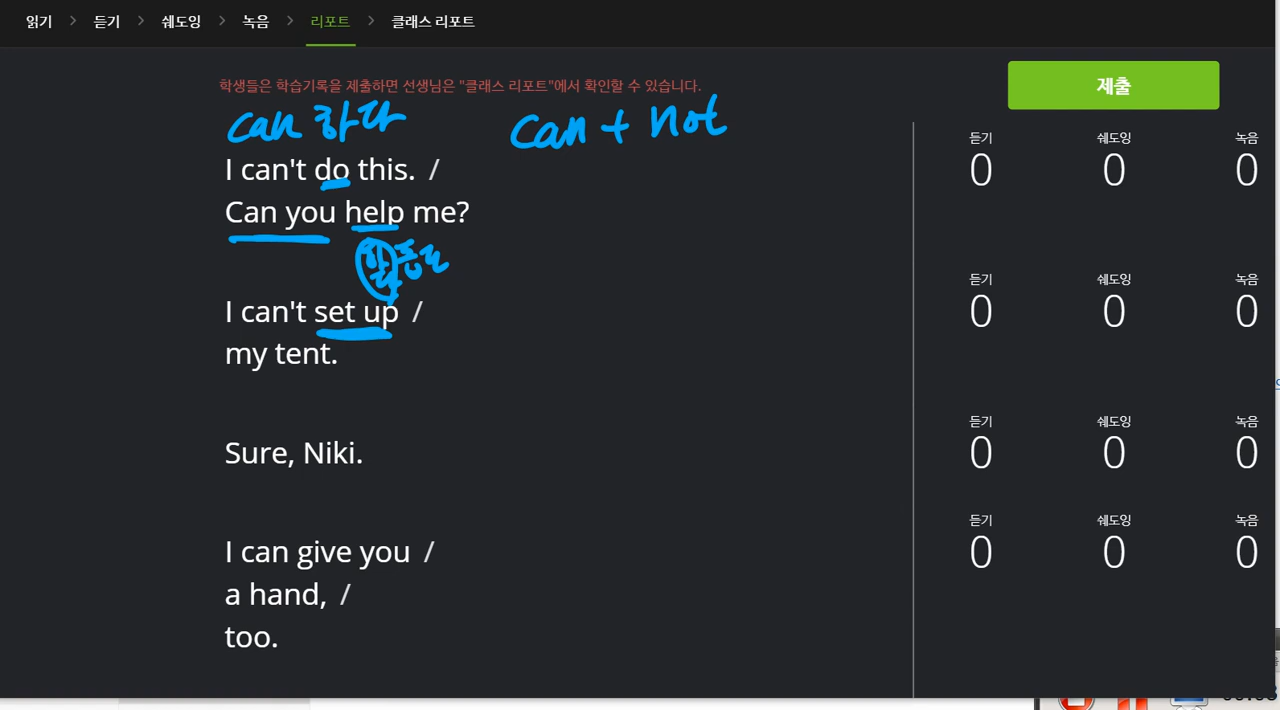 읽기 > 듣기 > 쉐도잉 > 녹음 > 리포트 > 클래스 리포트
학생들은 학습기록을 제출하면 선생님은 "클래스 리포트"에서 확인할 수 있습니다.
제출
can 하다
can + not
I can't do this. /
Can you help me?
듣기 쉐도잉 녹음
0 0 0
I can't set up /
my tent.
듣기 쉐도잉 녹음
0 0 0
Sure, Niki.
듣기 쉐도잉 녹음
0 0 0
I can give you /
a hand, /
too.
듣기 쉐도잉 녹음
0 0 0